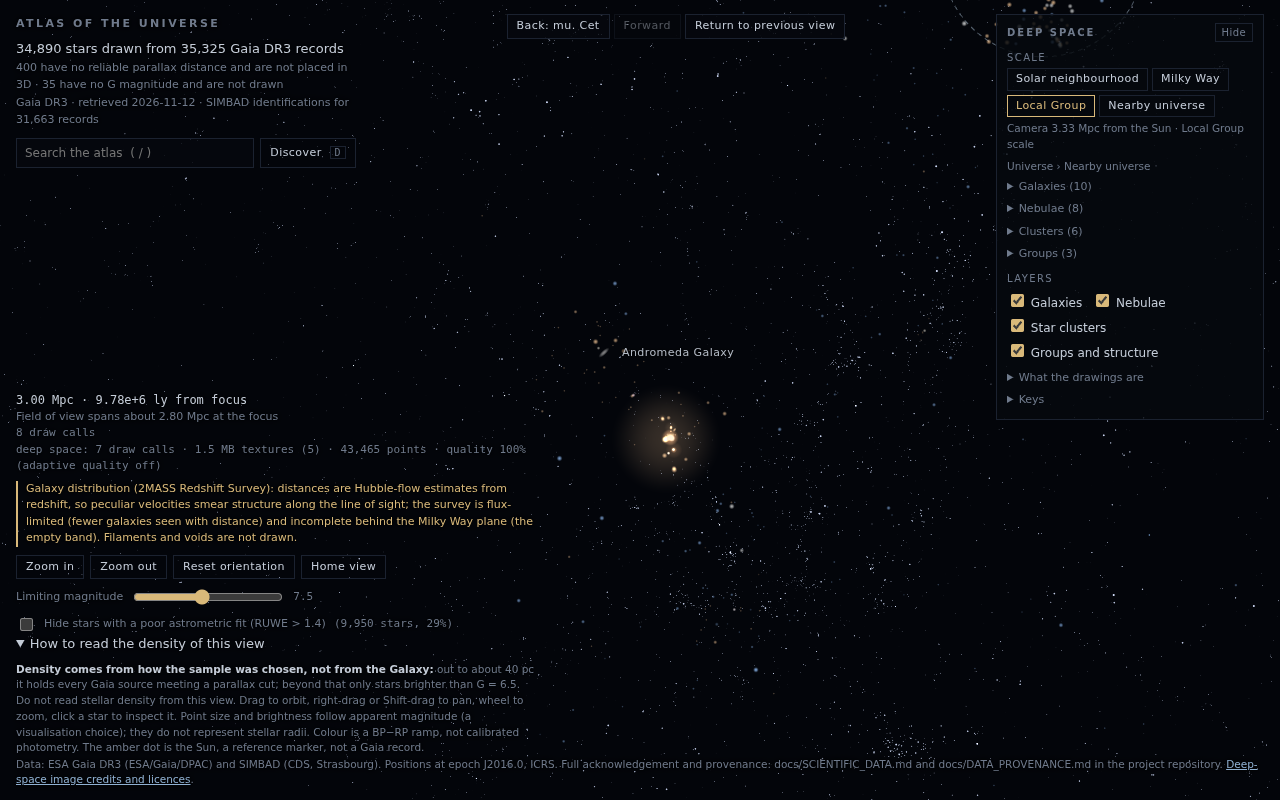 ATLAS OF THE UNIVERSE
34,890 stars drawn from 35,325 Gaia DR3 records
400 have no reliable parallax distance and are not placed in
3D · 35 have no G magnitude and are not drawn
Gaia DR3 · retrieved 2026-11-12 · SIMBAD identifications for
31,663 records
Search the atlas ( / )
Discover D
Back: mu. Cet
Forward
Return to previous view
DEEP SPACE
Hide
SCALE
Solar neighbourhood
Milky Way
Local Group
Nearby universe
Camera 3.33 Mpc from the Sun · Local Group
scale
Universe › Nearby universe
▶ Galaxies (10)
▶ Nebulae (8)
▶ Clusters (6)
▶ Groups (3)
LAYERS
Galaxies
Nebulae
Star clusters
Groups and structure
▶ What the drawings are
▶ Keys
Andromeda Galaxy
3.00 Mpc · 9.78e+6 ly from focus
Field of view spans about 2.80 Mpc at the focus
8 draw calls
deep space: 7 draw calls · 1.5 MB textures (5) · 43,465 points · quality 100%
(adaptive quality off)
Galaxy distribution (2MASS Redshift Survey): distances are Hubble-flow estimates from
redshift, so peculiar velocities smear structure along the line of sight; the survey is flux-
limited (fewer galaxies seen with distance) and incomplete behind the Milky Way plane (the
empty band). Filaments and voids are not drawn.
Zoom in
Zoom out
Reset orientation
Home view
Limiting magnitude
7.5
Hide stars with a poor astrometric fit (RUWE > 1.4) (9,950 stars, 29%)
▼ How to read the density of this view
Density comes from how the sample was chosen, not from the Galaxy: out to about 40 pc
it holds every Gaia source meeting a parallax cut; beyond that only stars brighter than G = 6.5.
Do not read stellar density from this view. Drag to orbit, right-drag or Shift-drag to pan, wheel to
zoom, click a star to inspect it. Point size and brightness follow apparent magnitude (a
visualisation choice); they do not represent stellar radii. Colour is a BP−RP ramp, not calibrated
photometry. The amber dot is the Sun, a reference marker, not a Gaia record.
Data: ESA Gaia DR3 (ESA/Gaia/DPAC) and SIMBAD (CDS, Strasbourg). Positions at epoch J2016.0, ICRS. Full acknowledgement and provenance: docs/SCIENTIFIC_DATA.md and docs/DATA_PROVENANCE.md in the project repository. Deep-
space image credits and licences.